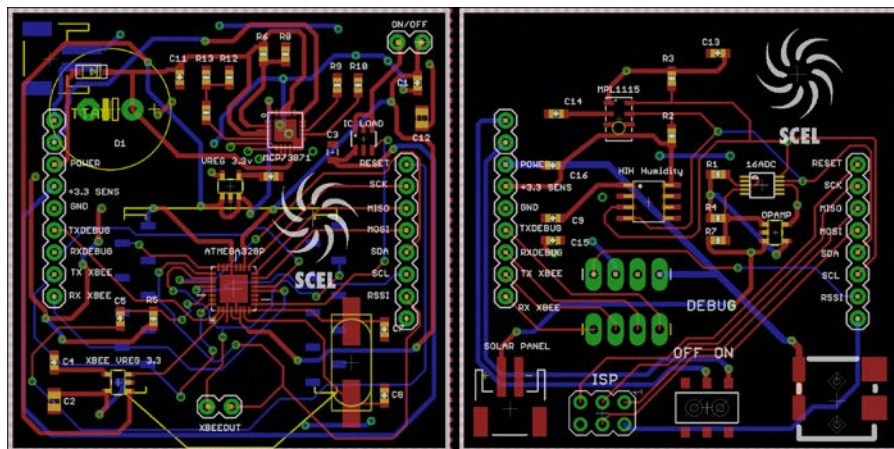 ON/OFF
R6
R8
C11
R13
R12
R9
R10
C1
D1
IC LOAD
C12
C3
MCP73871
VREG 3.3v
POWER
+3.3 SENS
GND
TXDEBUG
RXDEBUG
TX XBEE
RX XBEE
RESET
SCK
MISO
MOSI
SDA
SCL
RSSI
SCEL
ATMEGA328P
R5
C7
C4
XBEE VREG 3.3
C2
C8
XBEEOUT
C13
R3
MPL1115
C14
SCEL
R2
POWER
C16
HIH Humidity
R1
16ADC
RESET
+3.3 SENS
SCK
GND
C9
R4
MISO
TXDEBUG
OPAMP
MOSI
RXDEBUG
C15
R7
SDA
TX XBEE
SCL
RX XBEE
DEBUG
RSSI
SOLAR PANEL
OFF ON
ISP
1